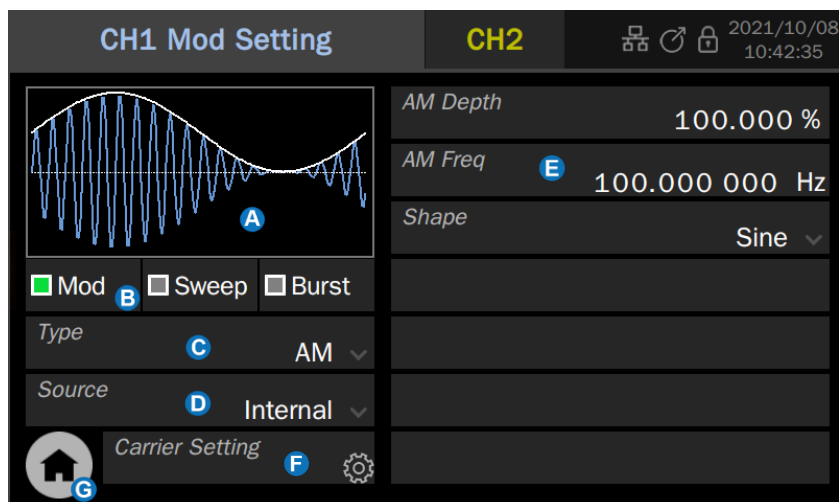 CH1 Mod Setting
CH2
2021/10/08
10:42:35
A
Mod
B
Sweep
Burst
Type
C
AM
Source
D
Internal
Carrier Setting
F
G
AM Depth
100.000 %
AM Freq
E
100.000 000 Hz
Shape
Sine